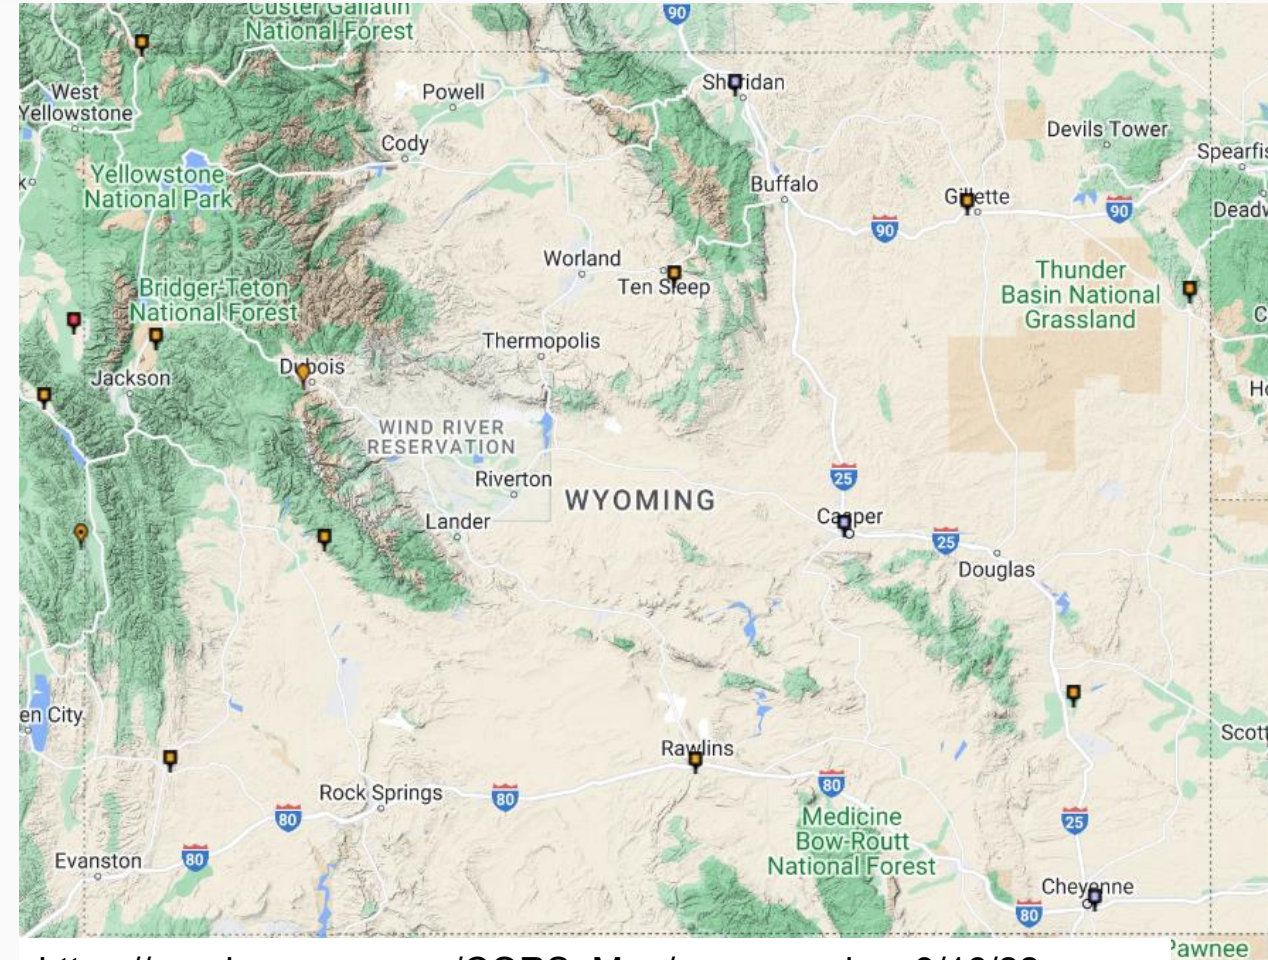 Custer Gallatin
National Forest
90
West
Yellowstone
Powell
Sheridan
Devils Tower
Cody
Spearfis
Yellowstone
National Park
Buffalo
Gillette
90
90
Deadw
Worland
Ten Sleep
Thunder
Basin National
Grassland
Bridger-Teton
National Forest
Thermopolis
Jackson
Dubois
WIND RIVER
RESERVATION
Riverton
WYOMING
25
Lander
Casper
25
Douglas
en City
Scott
Rawlins
Rock Springs
80
80
80
Medicine
Bow-Routt
National Forest
25
Evanston
80
Cheyenne
80
Pawnee